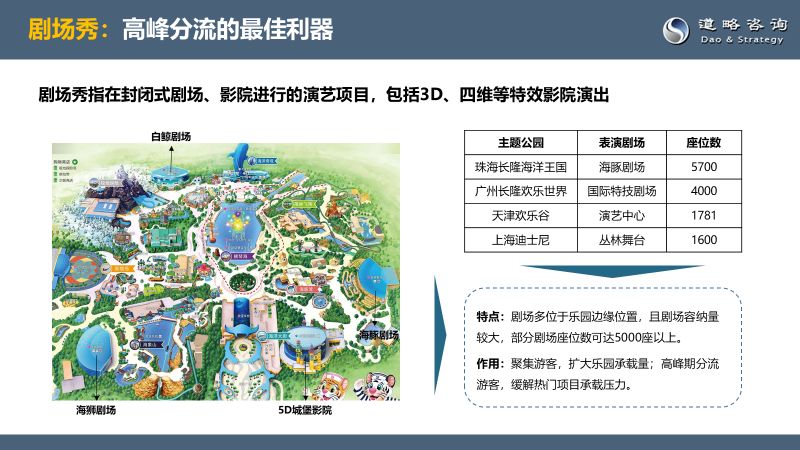 剧场秀：高峰分流的最佳利器
道略咨询
Dao & Strategy
剧场秀指在封闭式剧场、影院进行的演艺项目，包括3D、四维等特效影院演出
白鲸剧场
海豚剧场
海狮剧场
5D城堡影院
主题公园 表演剧场 座位数
珠海长隆海洋王国 海豚剧场 5700
广州长隆欢乐世界 国际特技剧场 4000
天津欢乐谷 演艺中心 1781
上海迪士尼 丛林舞台 1600
特点：剧场多位于乐园边缘位置，且剧场容纳量
较大，部分剧场座位数可达5000座以上。
作用：聚集游客，扩大乐园承载量；高峰期分流
游客，缓解热门项目承载压力。